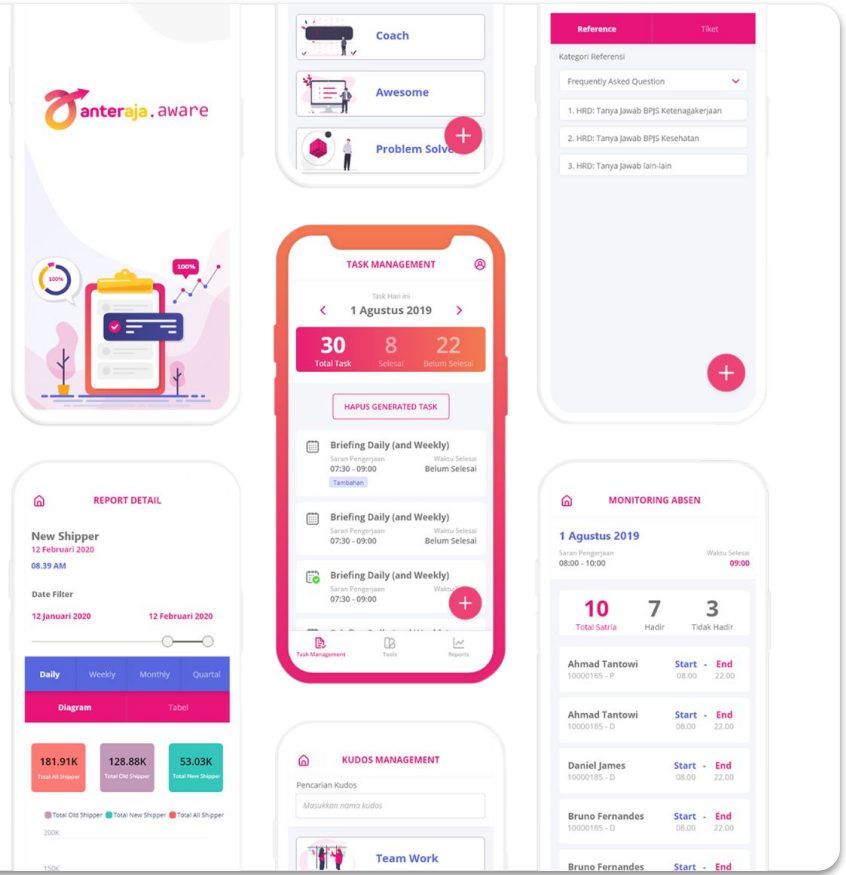 anteraja.aware
100%
100%
REPORT DETAIL
New Shipper
12 Februari 2020
08.39 AM
Date Filter
12 Januari 2020 12 Februari 2020
Daily Weekly Monthly Quartal
Diagram Tabel
181.91K 128.88K 53.03K
Total All Shipper Total Old Shipper Total New Shipper
Total Old Shipper Total New Shipper Total All Shipper
200K
150K
Coach
Awesome
Problem Solve
TASK MANAGEMENT
Task Hari ini
1 Agustus 2019
30 8 22
Total Task Selesai Belum Selesai
HAPUS GENERATED TASK
Briefing Daily (and Weekly)
Saran Pengerjaan Waktu Selesai
07:30 - 09:00 Belum Selesai
Tambahan
Briefing Daily (and Weekly)
Saran Pengerjaan Waktu Selesai
07:30 - 09:00 Belum Selesai
Briefing Daily (and Weekly)
Saran Pengerjaan Waktu
07:30 - 09:00
Task Management Tools Reports
KUDOS MANAGEMENT
Pencarian Kudos
Masukkan nama kudos
Team Work
Reference Tiket
Kategori Referensi
Frequently Asked Question
1. HRD: Tanya Jawab BPJS Ketenagakerjaan
2. HRD: Tanya Jawab BPJS Kesehatan
3. HRD: Tanya Jawab lain-lain
MONITORING ABSEN
1 Agustus 2019
Saran Pengerjaan Waktu Selesai
08:00 - 10:00 09:00
10 7 3
Total Satria Hadir Tidak Hadir
Ahmad Tantowi Start - End
10000185 - P 08.00 22.00
Ahmad Tantowi Start - End
10000185 - D 08.00 22.00
Daniel James Start - End
10000185 - D 08.00 22.00
Bruno Fernandes Start - End
10000185 - D 08.00 22.00
Bruno Fernandes Start - End